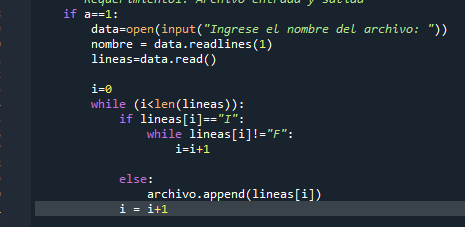 Requerimiento1: Archivo entrada y salida
if a==1:
data=open(input("Ingrese el nombre del archivo: "))
nombre = data.readlines(1)
lineas=data.read()
i=0
while (i<len(lineas)):
if lineas[i]=="I":
while lineas[i]!="F":
i=i+1
else:
archivo.append(lineas[i])
i = i+1